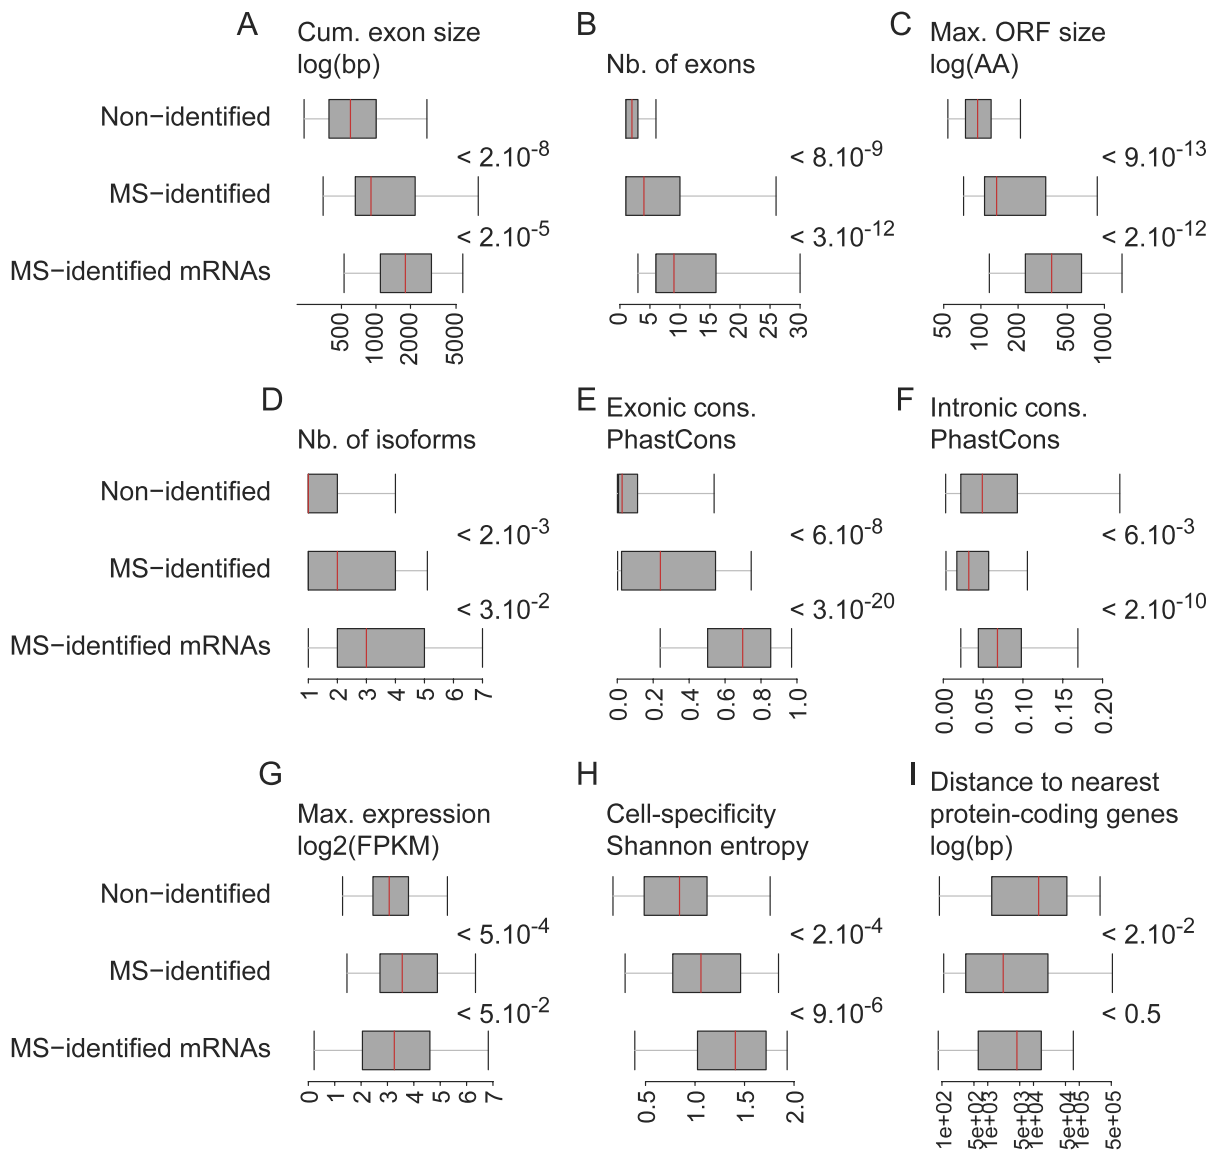 A
Cum. exon size
log(bp)
B
Nb. of exons
C
Max. ORF size
log(AA)
Non−identified
< 2.10-8
< 8.10-9
< 9.10-13
MS−identified
< 2.10-5
< 3.10-12
< 2.10-12
MS−identified mRNAs
500 1000 2000 5000
0 5 10 15 20 25 30
50 100 200 500 1000
D
Nb. of isoforms
E
Exonic cons.
PhastCons
F
Intronic cons.
PhastCons
Non−identified
< 2.10-3
< 6.10-8
< 6.10-3
MS−identified
< 3.10-2
< 3.10-20
< 2.10-10
MS−identified mRNAs
1 2 3 4 5 6 7
0.0 0.2 0.4 0.6 0.8 1.0
0.00 0.05 0.10 0.15 0.20
G
Max. expression
log2(FPKM)
H
Cell-specificity
Shannon entropy
I
Distance to nearest
protein-coding genes
log(bp)
Non−identified
< 5.10-4
< 2.10-4
< 2.10-2
MS−identified
< 5.10-2
< 9.10-6
< 0.5
MS−identified mRNAs
0 1 2 3 4 5 6 7
0.5 1.0 1.5 2.0
1e+02 5e+02 1e+03 5e+03 1e+04 5e+04 1e+05 5e+05